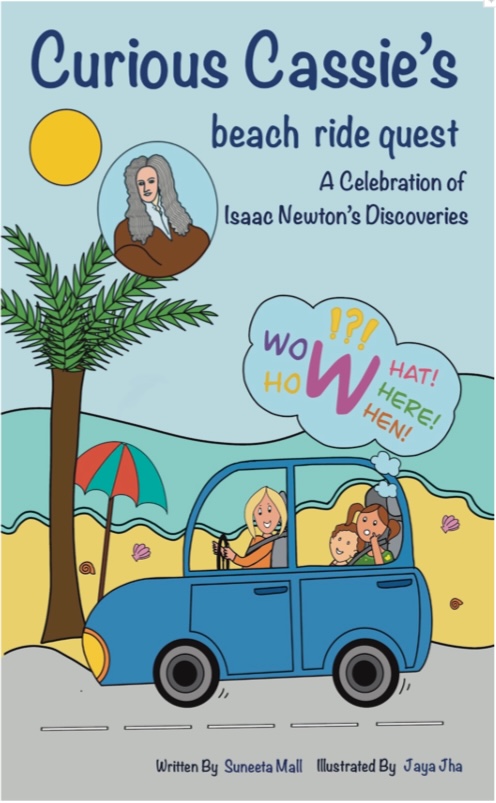 Curious Cassie's
beach ride quest
A Celebration of
Isaac Newton's Discoveries
!?!
WO W HAT!
HO HERE!
HEN!
Written By Suneeta Mall Illustrated By Jaya Jha